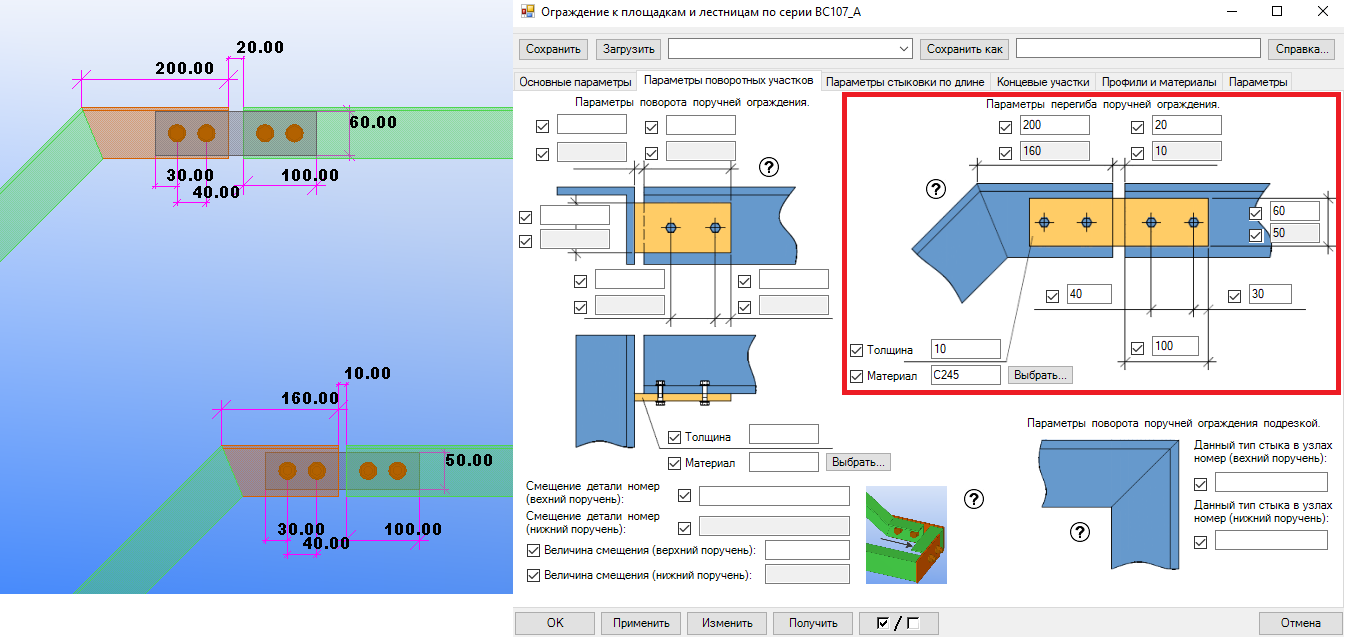 20.00
200.00
60.00
30.00
40.00
100.00
10.00
160.00
50.00
30.00
40.00
100.00
Ограждение к площадкам и лестницам по серии ВС107_А
Сохранить
Загрузить
Сохранить как
Справка...
Основные параметры
Параметры поворотных участков
Параметры стыковки по длине
Концевые участки
Профили и материалы
Параметры
Параметры поворота поручней ограждения.
?
Толщина
Материал
Выбрать...
Смещение детали номер
(вехний поручень):
Смещение детали номер
(нижний поручень):
Величина смещения (верхний поручень):
Величина смещения (нижний поручень):
?
Параметры перегиба поручней ограждения.
200
20
160
10
?
60
50
40
30
100
Толщина
10
Материал
C245
Выбрать...
Параметры поворота поручней ограждения подрезкой.
Данный тип стыка в узлах
номер (вехний поручень):
Данный тип стыка в узлах
номер (нижний поручень):
?
OK
Применить
Изменить
Получить
/
Отмена